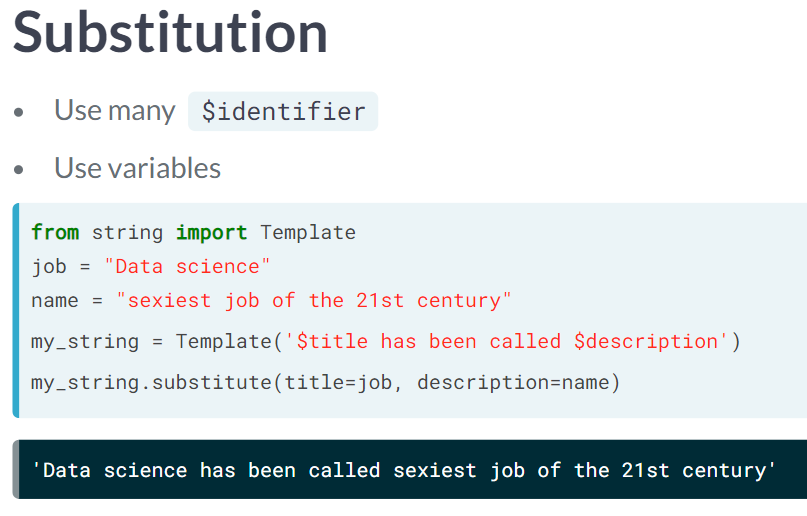 Substitution
• Use many $identifier
• Use variables
from string import Template
job = "Data science"
name = "sexiest job of the 21st century"
my_string = Template('$title has been called $description')
my_string.substitute(title=job, description=name)
'Data science has been called sexiest job of the 21st century'